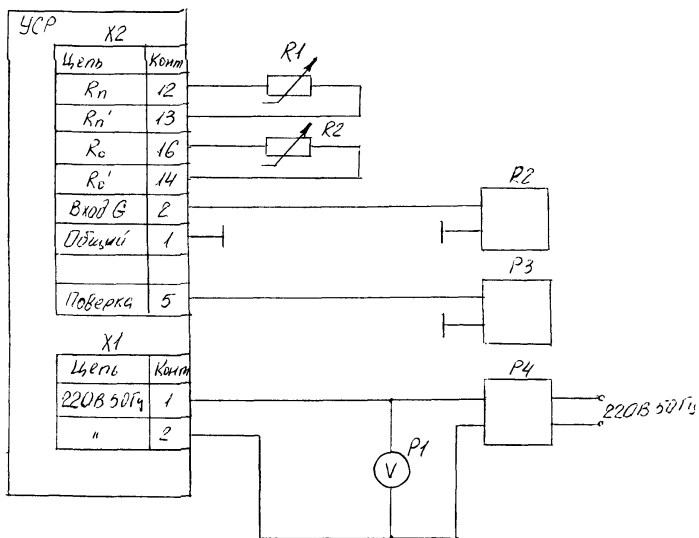 УСР
X2
Цепь Конт
Rп 12
Rп' 13
Rс 16
Rс' 14
Вход G 2
Общий 1
Поверка 5
X1
Цепь Конт
220В 50Гц 1
" 2
R1
R2
P.2
P3
P4
220В 50Гц
P1
V